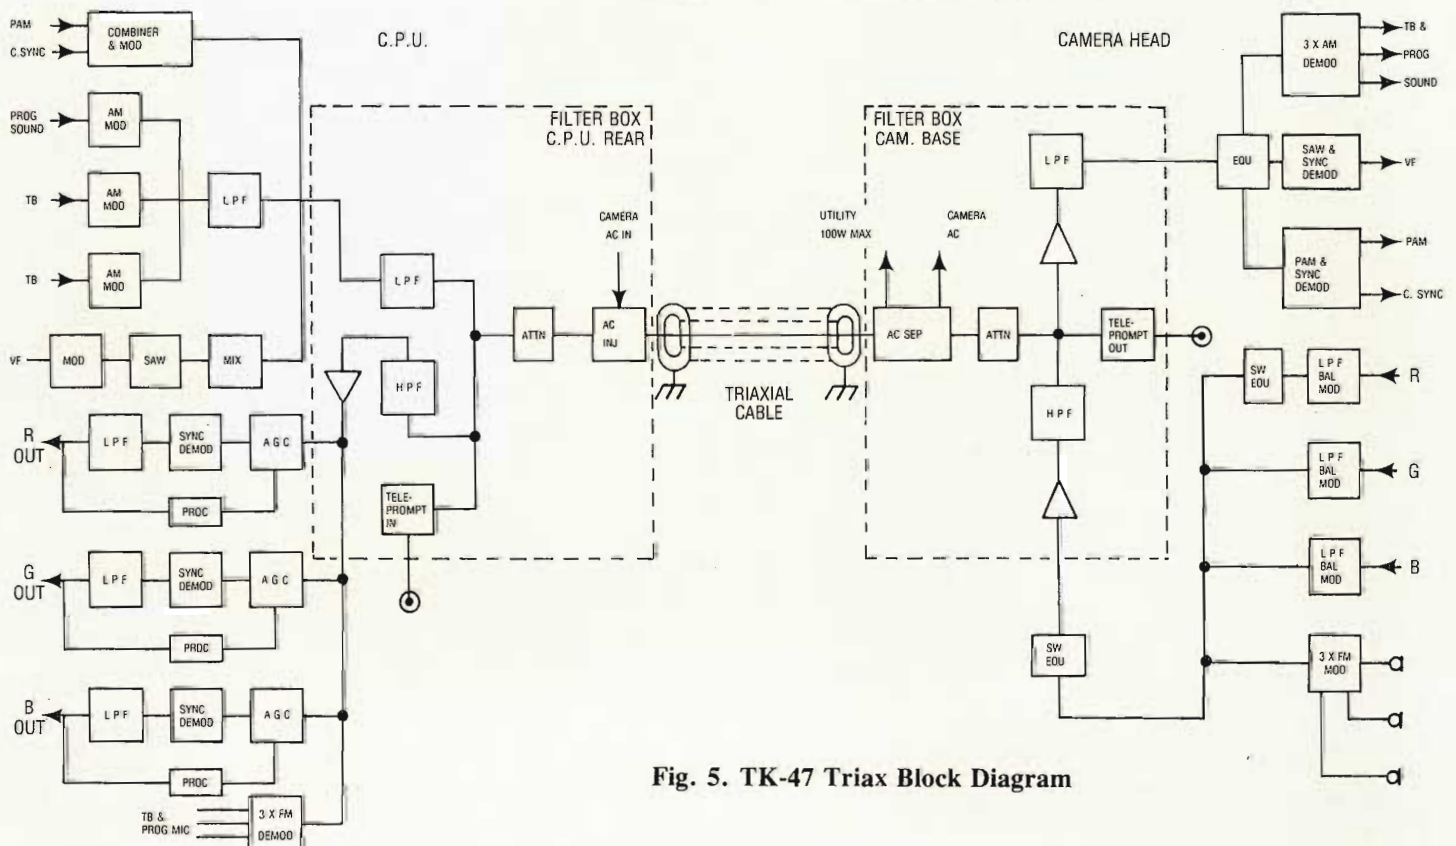 PAM
C.SYNC
COMBINER
& MOD
C.P.U.
CAMERA HEAD
3 X AM
DEMOD
TB &
PROG
SOUND
PROG
SOUND
AM
MOD
FILTER BOX
C.P.U. REAR
FILTER BOX
CAM. BASE
LPF
EQU
SAW &
SYNC
DEMOD
VF
TB
AM
MOD
LPF
CAMERA
AC IN
UTILITY
100W MAX
CAMERA
AC
PAM &
SYNC
DEMOD
PAM
C. SYNC
TB
AM
MOD
LPF
ATTN
AC
INJ
AC SEP
ATTN
TELE-
PROMPT
OUT
VF
MOD
SAW
MIX
HPF
TRIAXIAL
CABLE
HPF
SW
EQU
LPF
BAL
MOD
R
R
OUT
LPF
SYNC
DEMOD
AGC
PROC
TELE-
PROMPT
IN
LPF
BAL
MOD
G
G
OUT
LPF
SYNC
DEMOD
AGC
PROC
LPF
BAL
MOD
B
SW
EQU
3 X FM
MOD
B
OUT
LPF
SYNC
DEMOD
AGC
PROC
TB &
PROG MIC
3 X FM
DEMOD
Fig. 5. TK-47 Triax Block Diagram